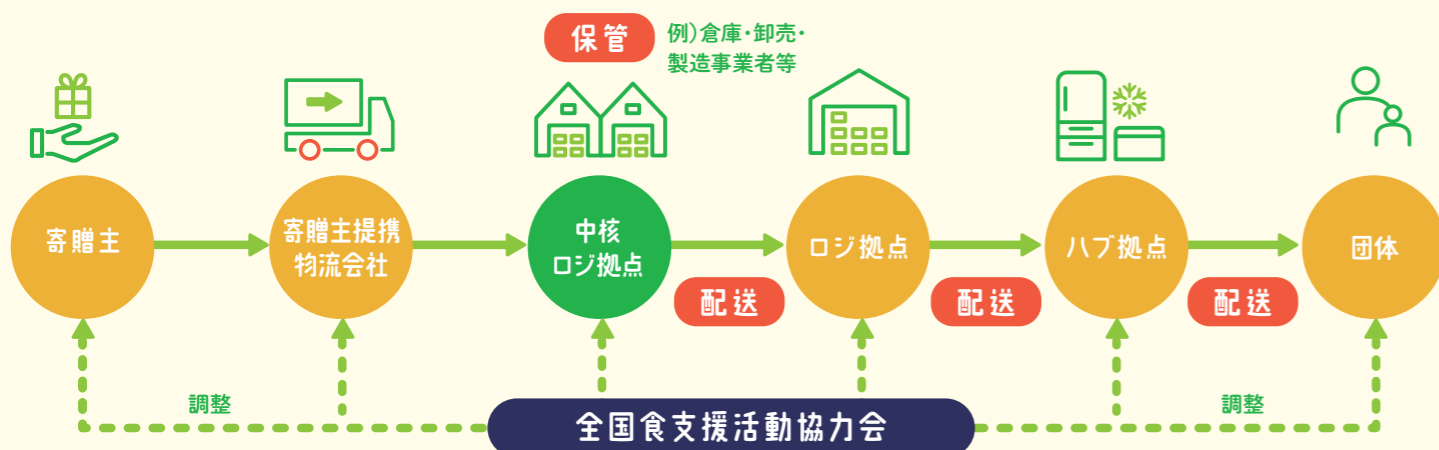 保管
例)倉庫・卸売・
製造事業者等
寄贈主
寄贈主提携
物流会社
中核
ロジ拠点
ロジ拠点
ハブ拠点
団体
配送
配送
配送
調整
調整
全国食支援活動協力会